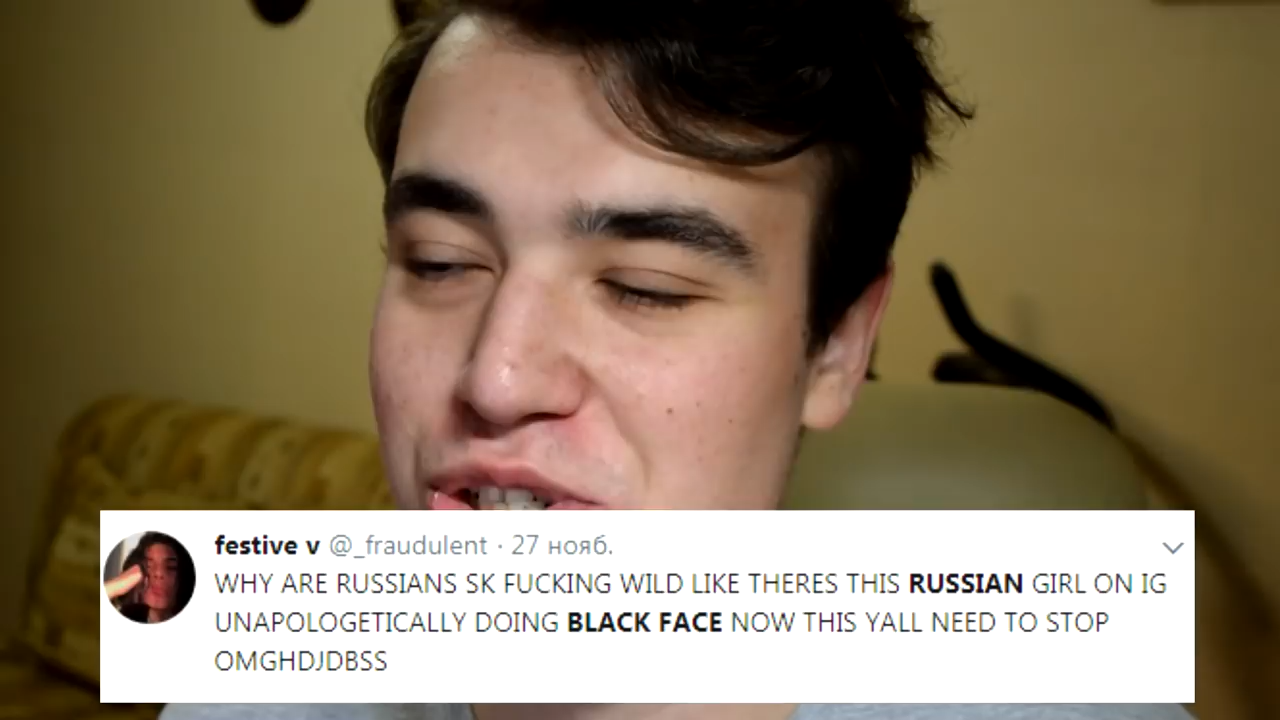 festive v @_fraudulent · 27 нояб.
WHY ARE RUSSIANS SK FUCKING WILD LIKE THERES THIS RUSSIAN GIRL ON IG
UNAPOLOGETICALLY DOING BLACK FACE NOW THIS YALL NEED TO STOP
OMGHDJDBSS